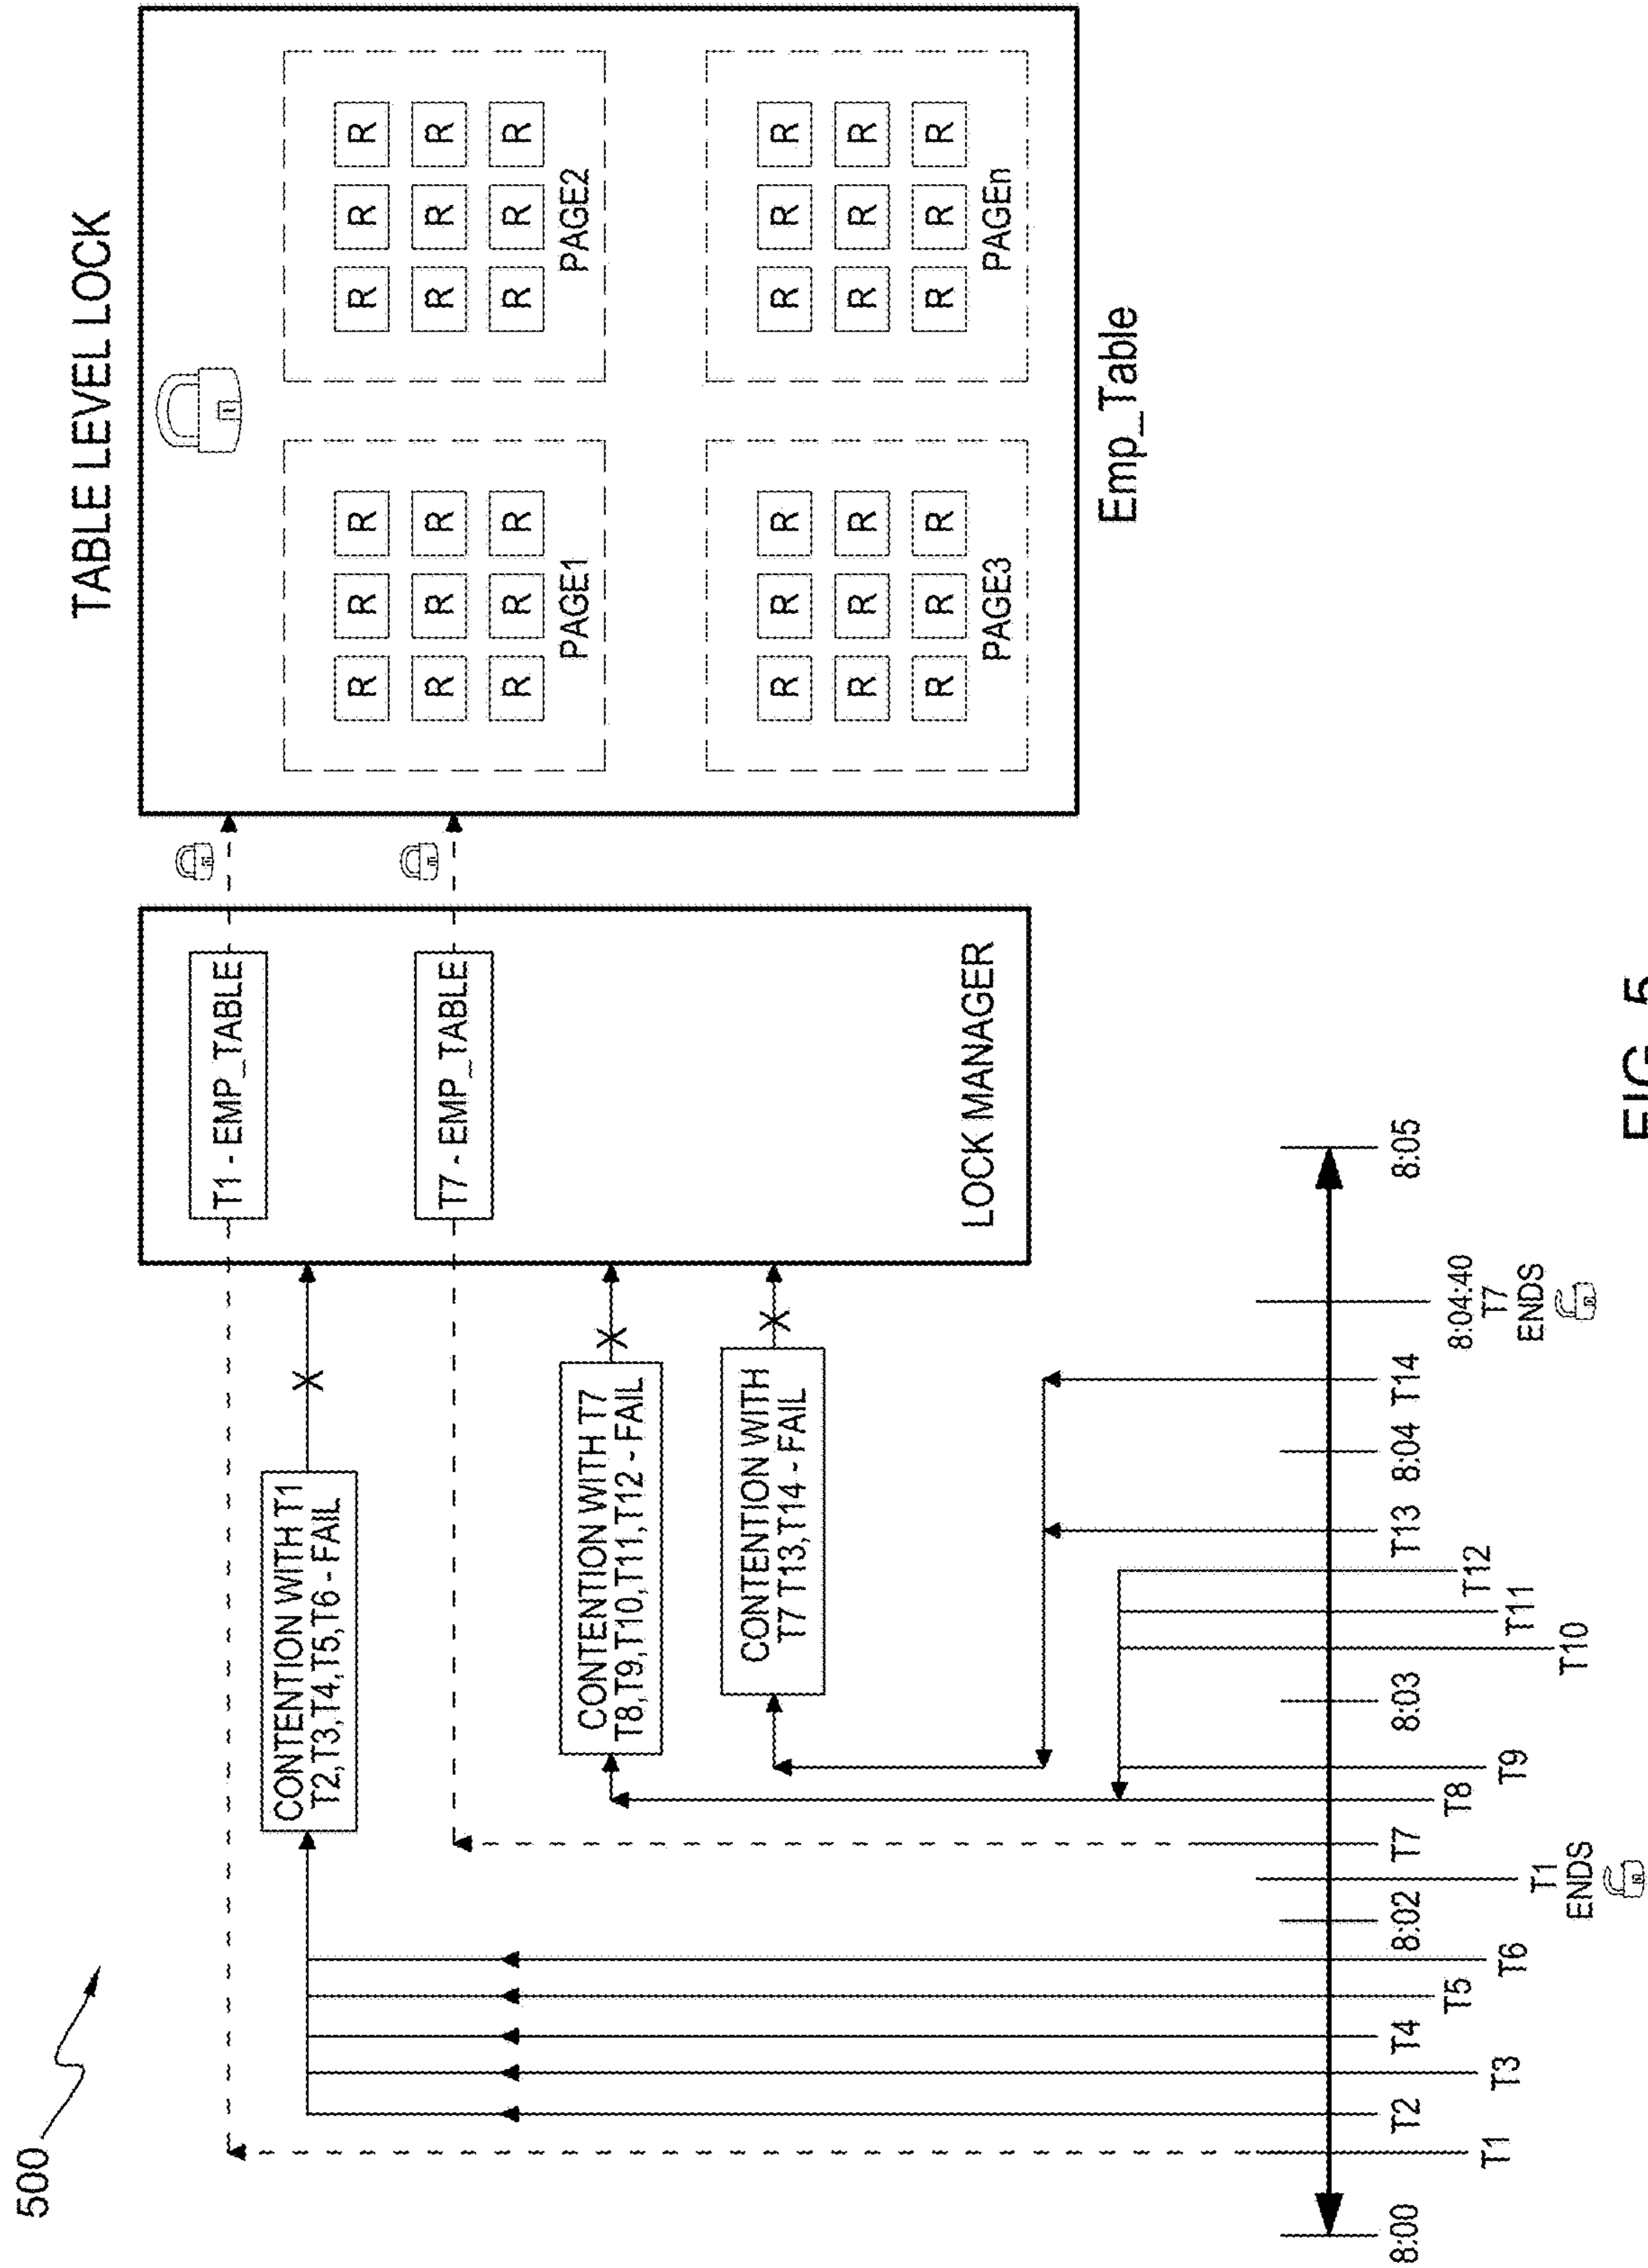 500
TABLE LEVEL LOCK
T1 - EMP_TABLE
CONTENTION WITH T1
T2,T3,T4,T5,T6 - FAIL
T7 - EMP_TABLE
CONTENTION WITH T7
T8,T9,T10,T11,T12 - FAIL
CONTENTION WITH
T7 T13,T14 - FAIL
LOCK MANAGER
R R R R R R
R R R R R R
R R R R R R
PAGE1 PAGE2
R R R R R R
R R R R R R
R R R R R R
PAGE3 PAGEn
Emp_Table
8:00 T2 T4 8:02 T7 8:03 T13 8:04 T14 8:05
T1 T3 T5 T6 T8 T9 T10 T11 T12
T1
ENDS
8:04:40
T7
ENDS
FIG. 5